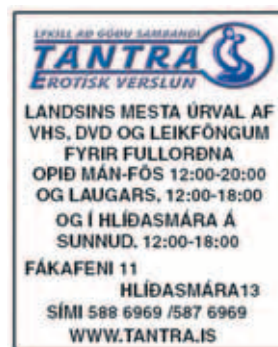 LYKILL AÐ GÓÐU SAMBANDI
TANTRA
EROTISK VERSLUN
LANDSINS MESTA ÚRVAL AF
VHS, DVD OG LEIKFÖNGUM
FYRIR FULLORÐNA
OPIÐ MÁN-FÖS 12:00-20:00
OG LAUGARS. 12:00-18:00
OG Í HLÍÐASMÁRA Á
SUNNUD. 12:00-18:00
FÁKAFENI 11
HLÍÐASMÁRA13
SÍMI 588 6969 /587 6969
WWW.TANTRA.IS